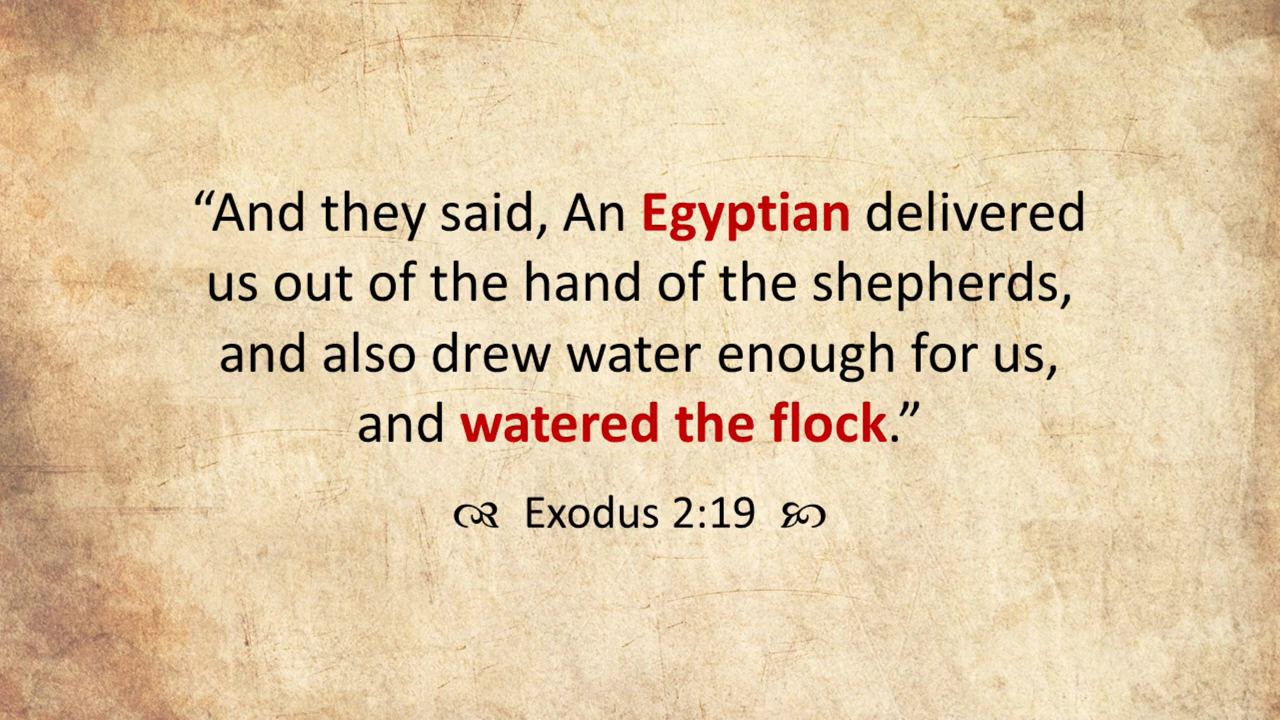 “And they said, An Egyptian delivered
us out of the hand of the shepherds,
and also drew water enough for us,
and watered the flock.”
Exodus 2:19